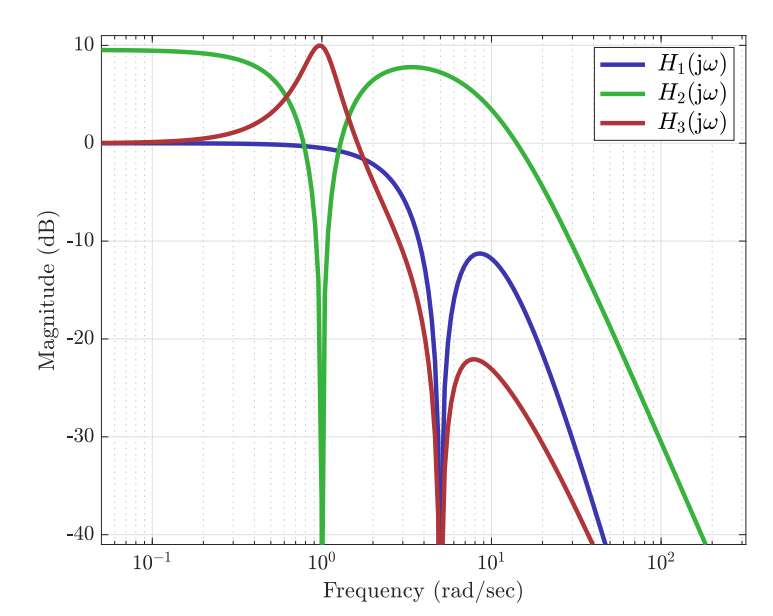 10
0
-10
-20
-30
-40
Magnitude (dB)
10⁻¹
10⁰
10¹
10²
Frequency (rad/sec)
H₁(jω)
H₂(jω)
H₃(jω)